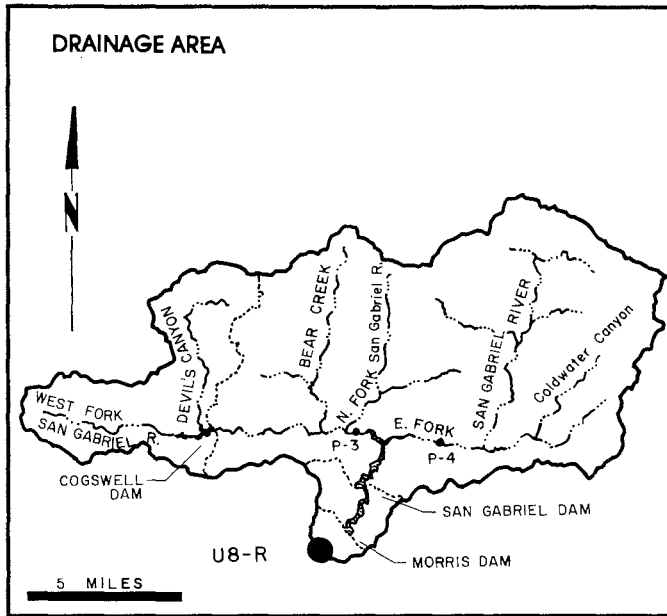 DRAINAGE AREA
N
DEVIL'S CANYON
BEAR CREEK
N. FORK San Gabriel R.
SAN GABRIEL RIVER
Coldwater Canyon
WEST FORK
SAN GABRIEL R.
E. FORK
P-3
P-4
COGSWELL
DAM
SAN GABRIEL DAM
U8-R
MORRIS DAM
5 MILES